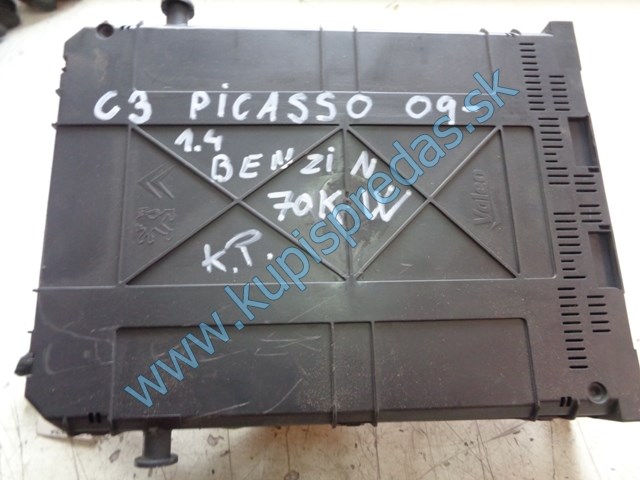 C3 PICASSO 09-
1.4
BENZIN
70KW
K.P.
Valeo
www.kupispredas.sk